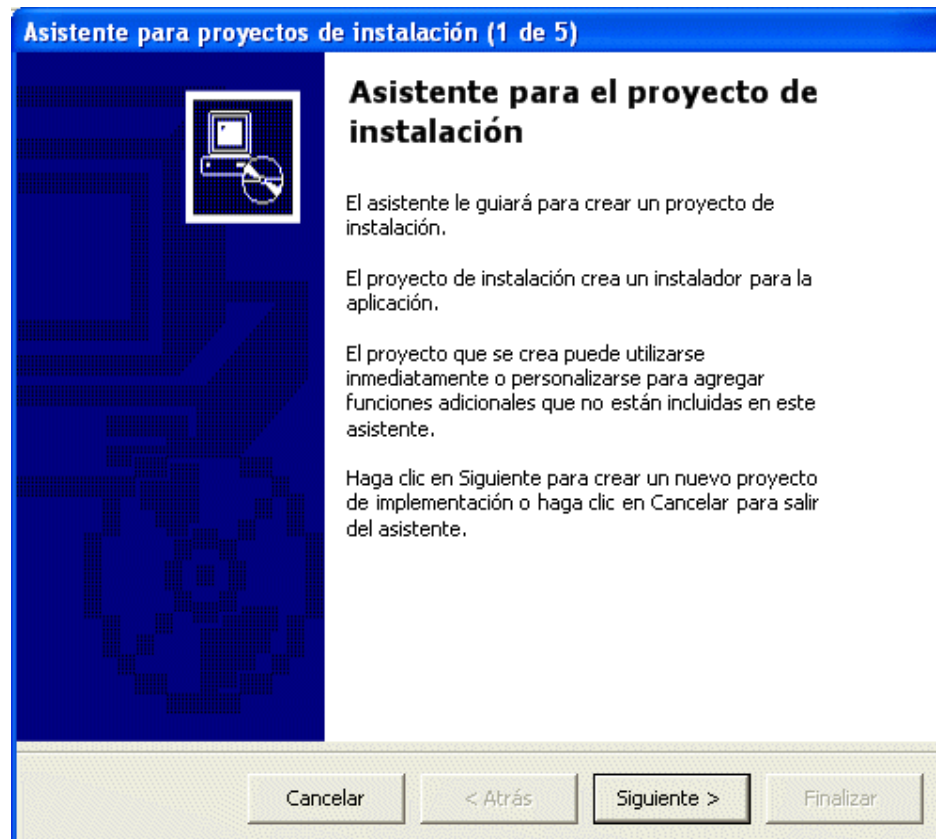 Asistente para proyectos de instalación (1 de 5)
Asistente para el proyecto de
instalación
El asistente le guiará para crear un proyecto de
instalación.
El proyecto de instalación crea un instalador para la
aplicación.
El proyecto que se crea puede utilizarse
inmediatamente o personalizarse para agregar
funciones adicionales que no están incluidas en este
asistente.
Haga clic en Siguiente para crear un nuevo proyecto
de implementación o haga clic en Cancelar para salir
del asistente.
Cancelar < Atrás Siguiente > Finalizar